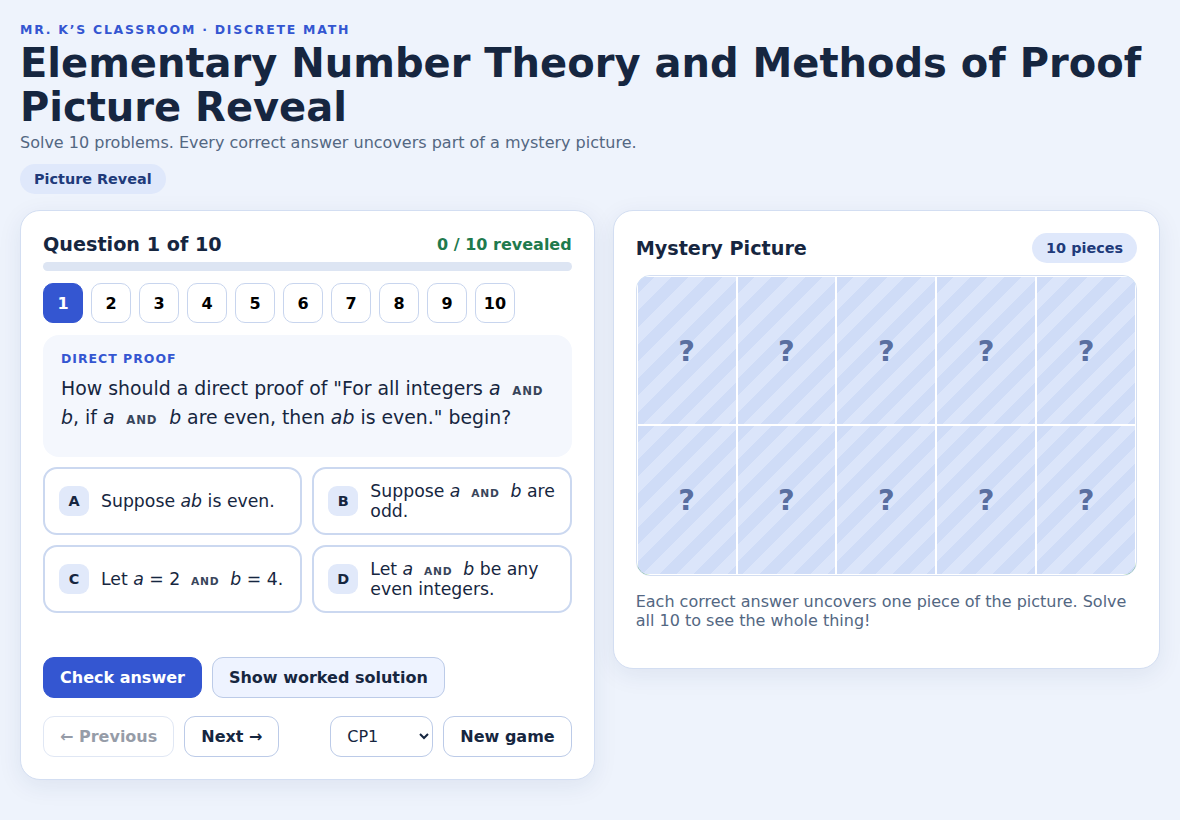 MR. K’S CLASSROOM · DISCRETE MATH
Elementary Number Theory and Methods of Proof
Picture Reveal
Solve 10 problems. Every correct answer uncovers part of a mystery picture.
Picture Reveal
Question 1 of 10
0 / 10 revealed
1 2 3 4 5 6 7 8 9 10
DIRECT PROOF
How should a direct proof of "For all integers a AND
b, if a AND b are even, then ab is even." begin?
A Suppose ab is even.
B Suppose a AND b are
odd.
C Let a = 2 AND b = 4.
D Let a AND b be any
even integers.
Check answer
Show worked solution
← Previous
Next →
CP1
New game
Mystery Picture
10 pieces
? ? ? ? ?
? ? ? ? ?
Each correct answer uncovers one piece of the picture. Solve
all 10 to see the whole thing!